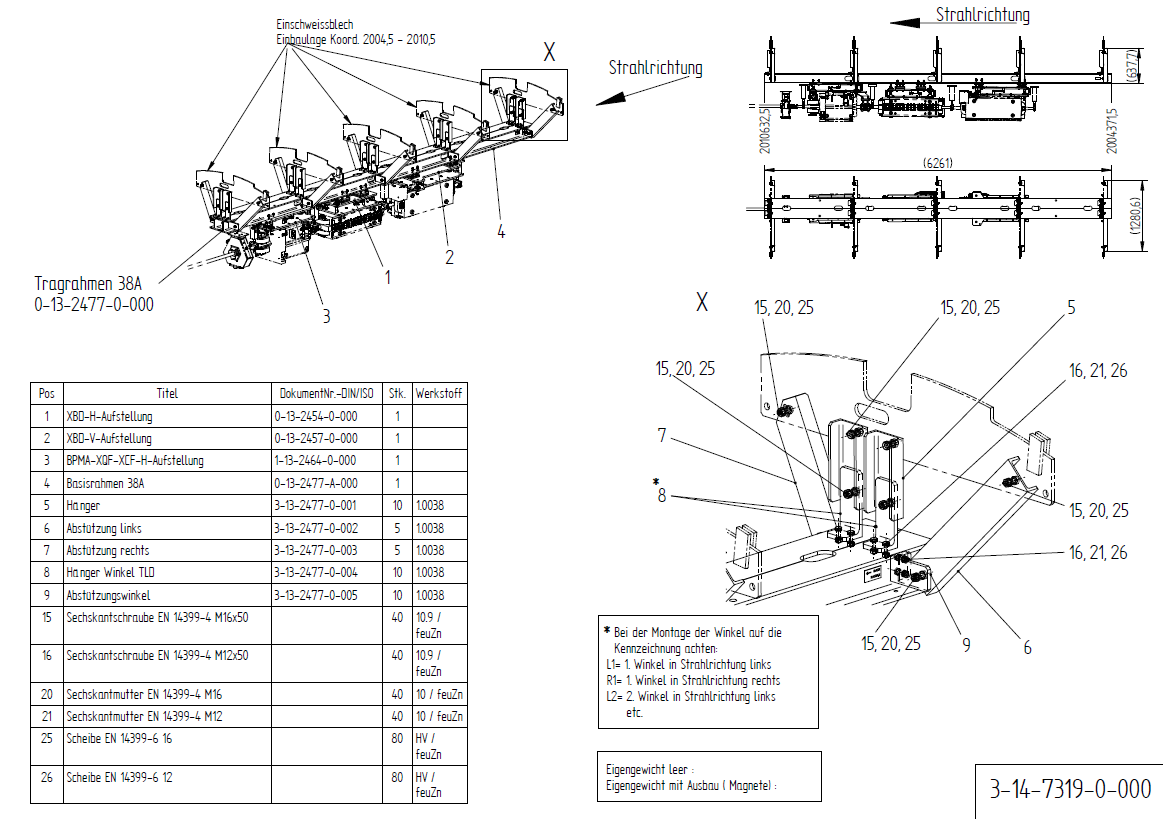 Einschweissblech
Einbaulage Koord. 2004,5 - 2010,5
X
Strahlrichtung
Strahlrichtung
(637,7)
2010632,5
2004371,5
(6261)
(1280,6)
4
2
1
3
Tragrahmen 38A
0-13-2477-0-000
X
15, 20, 25
15, 20, 25
5
15, 20, 25
16, 21, 26
7
*
8
15, 20, 25
16, 21, 26
15, 20, 25
9
6
Pos Titel DokumentNr.-DIN/ISO Stk. Werkstoff
1 XBD-H-Aufstellung 0-13-2454-0-000 1
2 XBD-V-Aufstellung 0-13-2457-0-000 1
3 BPMA-XQF-XCF-H-Aufstellung 1-13-2464-0-000 1
4 Basisrahmen 38A 0-13-2477-A-000 1
5 Hänger 3-13-2477-0-001 10 1.0038
6 Abstützung links 3-13-2477-0-002 5 1.0038
7 Abstützung rechts 3-13-2477-0-003 5 1.0038
8 Hänger Winkel TLD 3-13-2477-0-004 10 1.0038
9 Abstützungswinkel 3-13-2477-0-005 10 1.0038
15 Sechskantschraube EN 14399-4 M16x50 40 10.9 /
feuZn
16 Sechskantschraube EN 14399-4 M12x50 40 10.9 /
feuZn
20 Sechskantmutter EN 14399-4 M16 40 10 / feuZn
21 Sechskantmutter EN 14399-4 M12 40 10 / feuZn
25 Scheibe EN 14399-6 16 80 HV /
feuZn
26 Scheibe EN 14399-6 12 80 HV /
feuZn
* Bei der Montage der Winkel auf die
Kennzeichnung achten:
L1= 1. Winkel in Strahlrichtung links
R1= 1. Winkel in Strahlrichtung rechts
L2= 2. Winkel in Strahlrichtung links
etc.
Eigengewicht leer :
Eigengewicht mit Ausbau ( Magnete) :
3-14-7319-0-000